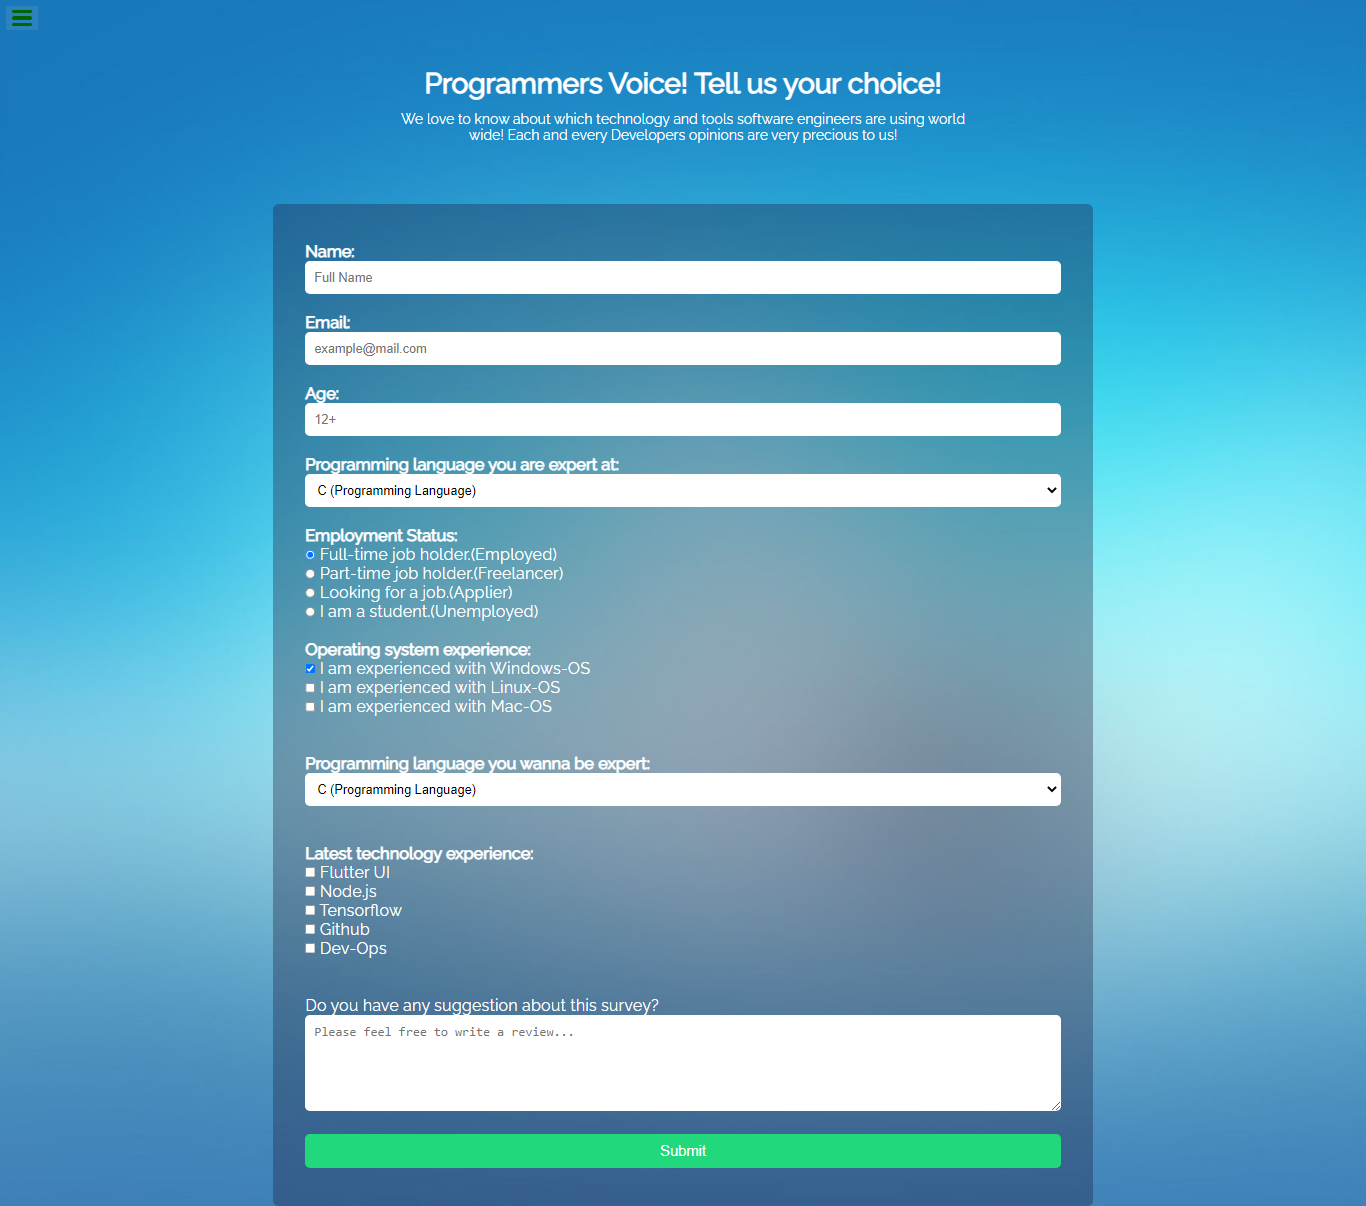 Programmers Voice! Tell us your choice!
We love to know about which technology and tools software engineers are using world
wide! Each and every Developers opinions are very precious to us!
Name:
Full Name
Email:
example@mail.com
Age:
12+
Programming language you are expert at:
C (Programming Language)
Employment Status:
Full-time job holder.(Employed)
Part-time job holder.(Freelancer)
Looking for a job.(Applier)
I am a student.(Unemployed)
Operating system experience:
I am experienced with Windows-OS
I am experienced with Linux-OS
I am experienced with Mac-OS
Programming language you wanna be expert:
C (Programming Language)
Latest technology experience:
Flutter UI
Node.js
Tensorflow
Github
Dev-Ops
Do you have any suggestion about this survey?
Please feel free to write a review...
Submit